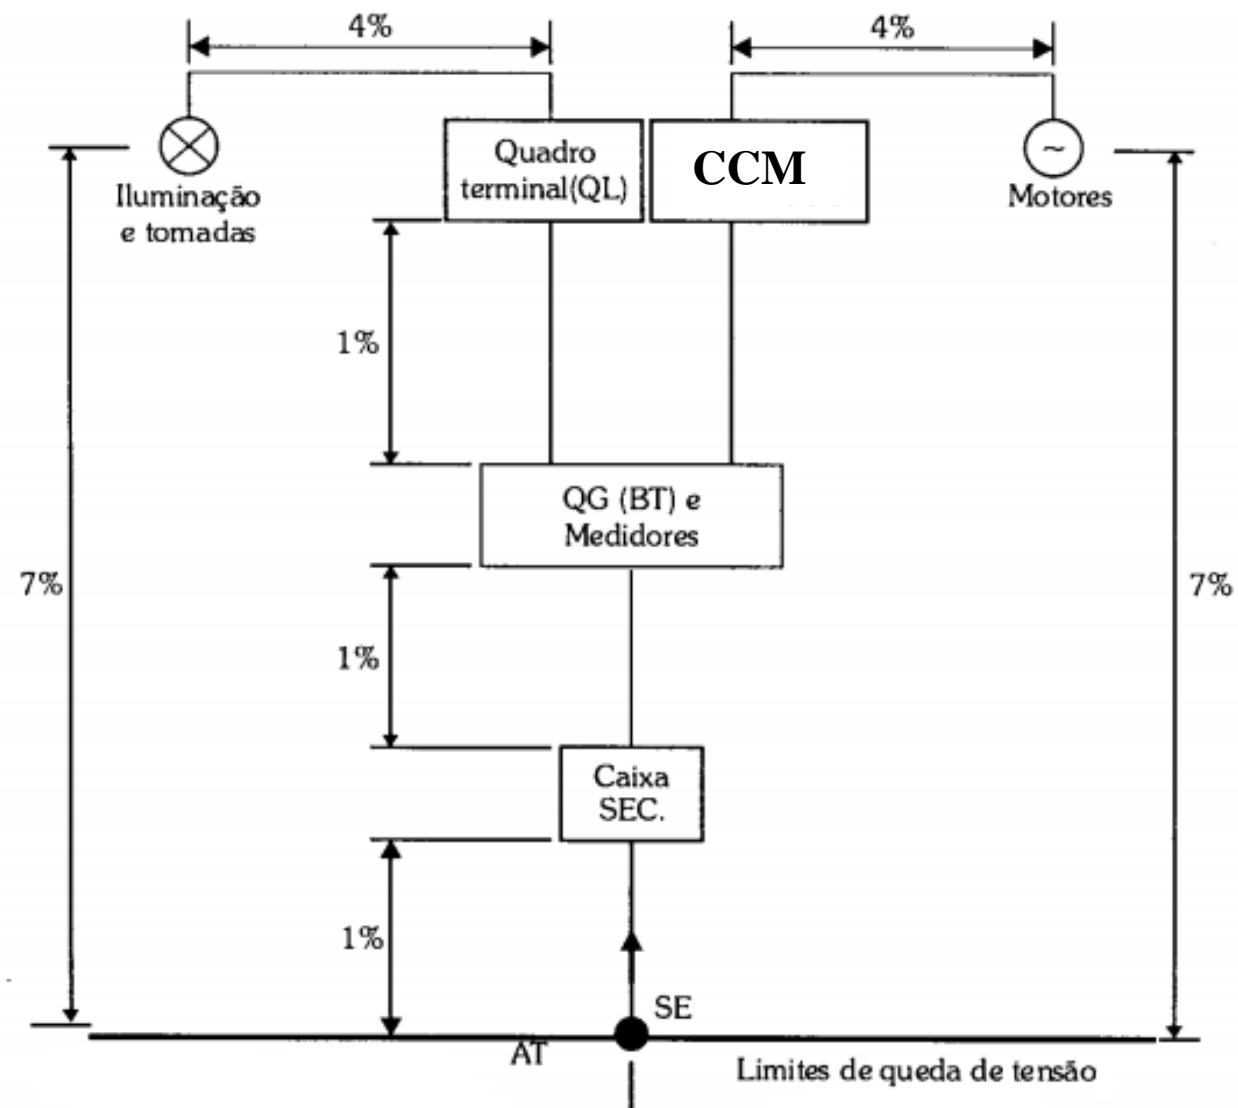 4%
4%
Quadro
terminal(QL)
CCM
~
Iluminação
e tomadas
Motores
1%
QG (BT) e
Medidores
7%
7%
1%
Caixa
SEC.
1%
SE
AT
Limites de queda de tensão